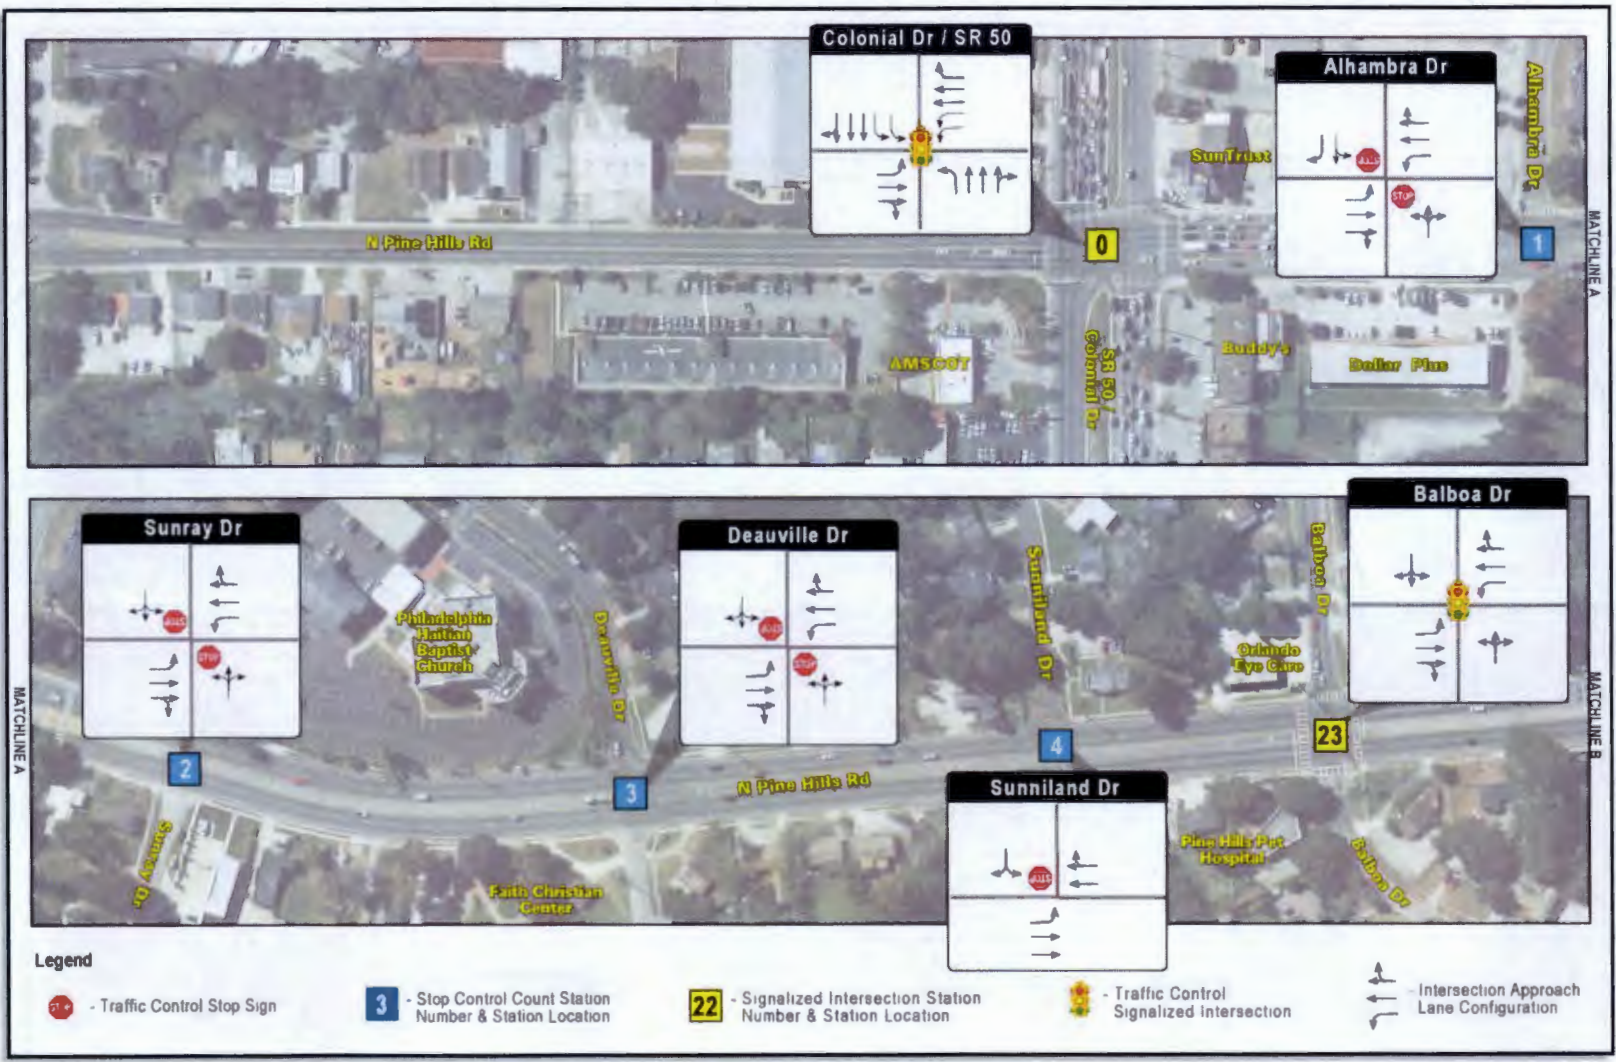 Colonial Dr / SR 50
Alhambra Dr
Alhambra Dr
SunTrust
STOP
N Pine Hills Rd
0
1
MATCHLINE A
AMSCOT
SR 50 /
Colonial Dr
Buddy's
Dollar Plus
Sunray Dr
Deauville Dr
Balboa Dr
STOP
Philadelphia
Haitian
Baptist
Church
Deauville Dr
STOP
Sunniland Dr
Balboa Dr
Orlando
Eye Care
MATCHLINE A
2
3
4
23
MATCHLINE B
N Pine Hills Rd
Sunniland Dr
Sunray Dr
Faith Christian
Center
Pine Hills Pet
Hospital
Balboa Dr
Legend
- Traffic Control Stop Sign
3
- Stop Control Count Station
Number & Station Location
22
- Signalized Intersection Station
Number & Station Location
- Traffic Control
Signalized Intersection
- Intersection Approach
Lane Configuration